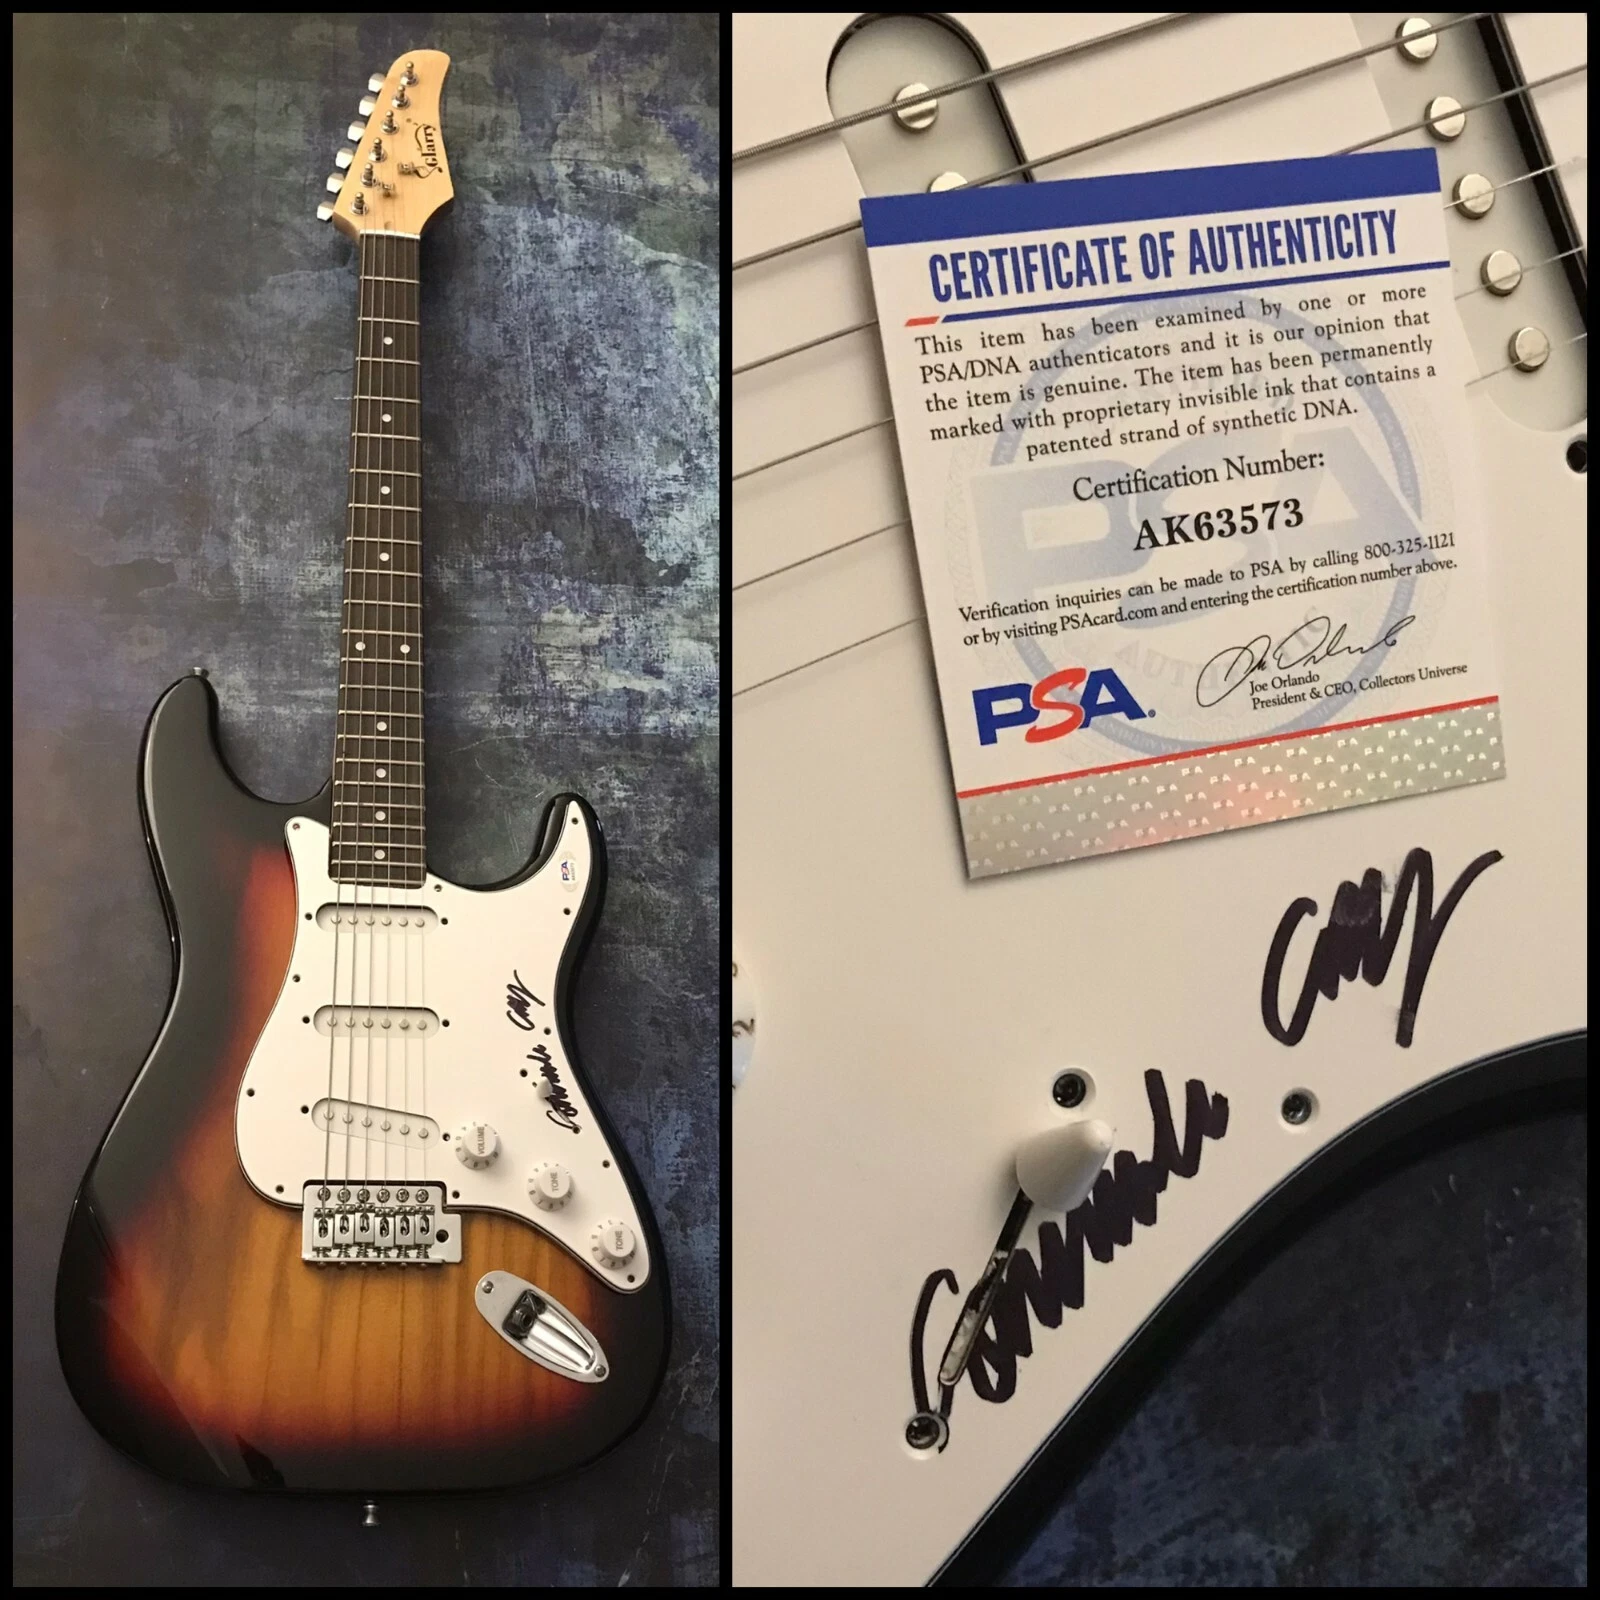 Glarry
PSA
VOLUME
TONE
TONE
CERTIFICATE OF AUTHENTICITY
This item has been examined by one or more
PSA/DNA authenticators and it is our opinion that
the item is genuine. The item has been permanently
marked with proprietary invisible ink that contains a
patented strand of synthetic DNA.
Certification Number:
AK63573
Verification inquiries can be made to PSA by calling 800-325-1121
or by visiting PSAcard.com and entering the certification number above.
PSA
Joe Orlando
President & CEO, Collectors Universe